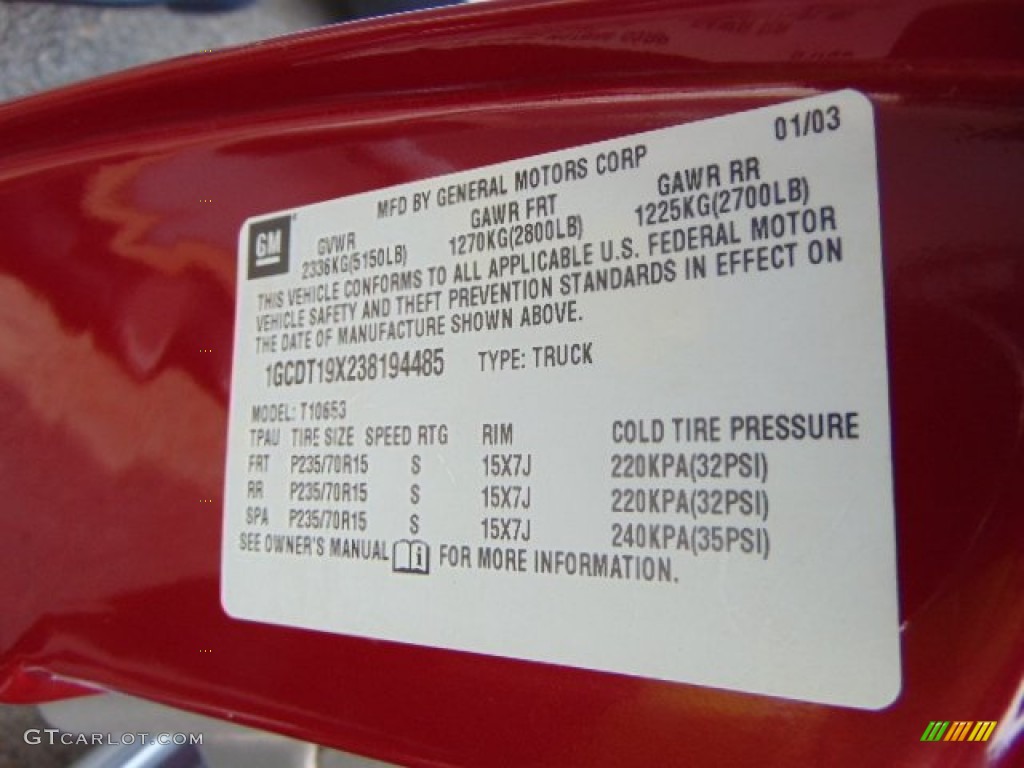 01/03
MFD BY GENERAL MOTORS CORP
GM
GVWR GAWR FRT GAWR RR
2336KG(5150LB) 1270KG(2800LB) 1225KG(2700LB)
THIS VEHICLE CONFORMS TO ALL APPLICABLE U.S. FEDERAL MOTOR
VEHICLE SAFETY AND THEFT PREVENTION STANDARDS IN EFFECT ON
THE DATE OF MANUFACTURE SHOWN ABOVE.
1GCDT19X238194485 TYPE: TRUCK
MODEL: T10653
TPAU TIRE SIZE SPEED RTG RIM COLD TIRE PRESSURE
FRT P235/70R15 S 15X7J 220KPA(32PSI)
RR P235/70R15 S 15X7J 220KPA(32PSI)
SPA P235/70R15 S 15X7J 240KPA(35PSI)
SEE OWNER'S MANUAL i FOR MORE INFORMATION.
GTCARLOT.COM